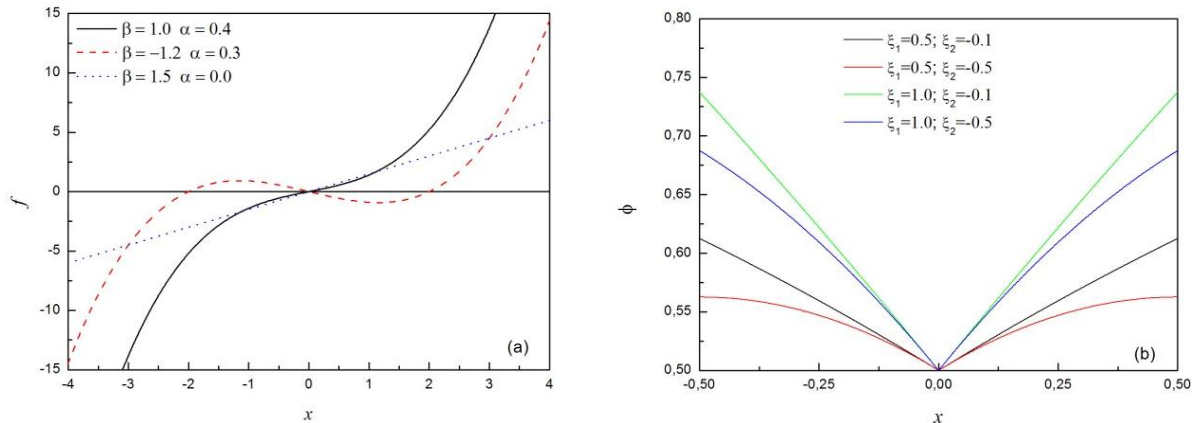 15
10
5
0
-5
-10
-15
f
β = 1.0 α = 0.4
β = −1.2 α = 0.3
β = 1.5 α = 0.0
(a)
-4 -3 -2 -1 0 1 2 3 4
x
0,80
0,75
0,70
0,65
0,60
0,55
0,50
ϕ
ξ₁=0.5; ξ₂=-0.1
ξ₁=0.5; ξ₂=-0.5
ξ₁=1.0; ξ₂=-0.1
ξ₁=1.0; ξ₂=-0.5
(b)
-0,50 -0,25 0,00 0,25 0,50
x